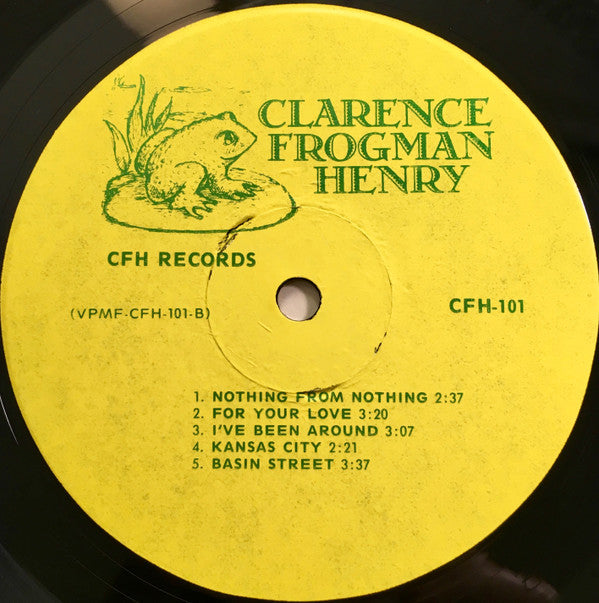 CLARENCE
FROGMAN
HENRY
CFH RECORDS
(VPMF-CFH-101-B)
CFH-101
1. NOTHING FROM NOTHING 2:37
2. FOR YOUR LOVE 3:20
3. I'VE BEEN AROUND 3:07
4. KANSAS CITY 2:21
5. BASIN STREET 3:37